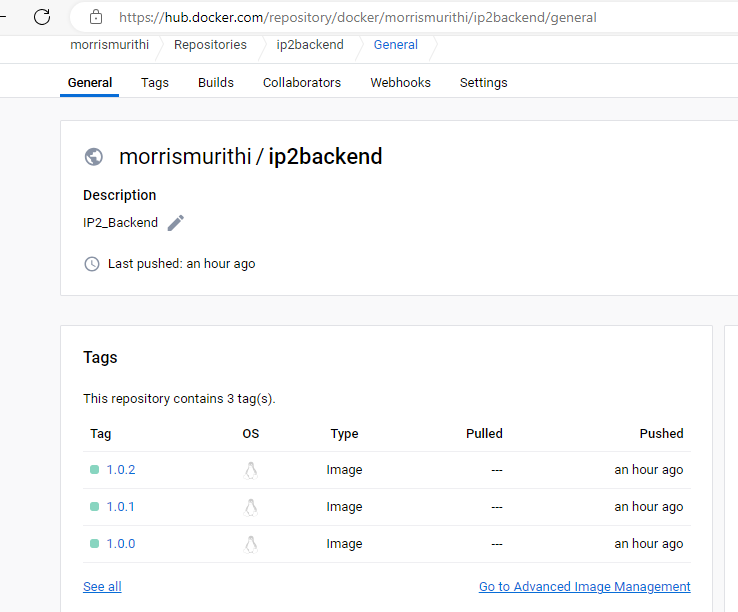 https://hub.docker.com/repository/docker/morrismurithi/ip2backend/general
morrismurithi Repositories ip2backend General
General Tags Builds Collaborators Webhooks Settings
morrismurithi / ip2backend
Description
IP2_Backend
Last pushed: an hour ago
Tags
This repository contains 3 tag(s).
Tag OS Type Pulled Pushed
1.0.2 Image --- an hour ago
1.0.1 Image --- an hour ago
1.0.0 Image --- an hour ago
See all Go to Advanced Image Management